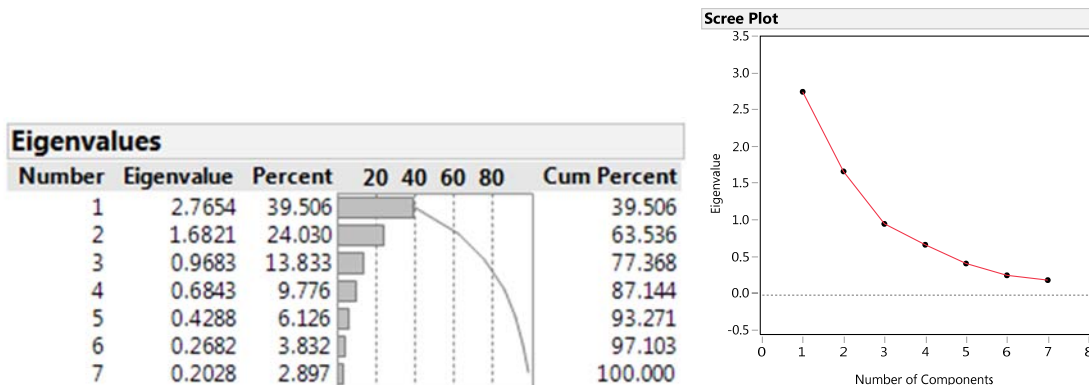 Eigenvalues
Number Eigenvalue Percent 20 40 60 80 Cum Percent
1 2.7654 39.506 39.506
2 1.6821 24.030 63.536
3 0.9683 13.833 77.368
4 0.6843 9.776 87.144
5 0.4288 6.126 93.271
6 0.2682 3.832 97.103
7 0.2028 2.897 100.000
Scree Plot
3.5
3.0
2.5
2.0
1.5
1.0
0.5
0.0
-0.5
Eigenvalue
0 1 2 3 4 5 6 7 8
Number of Components